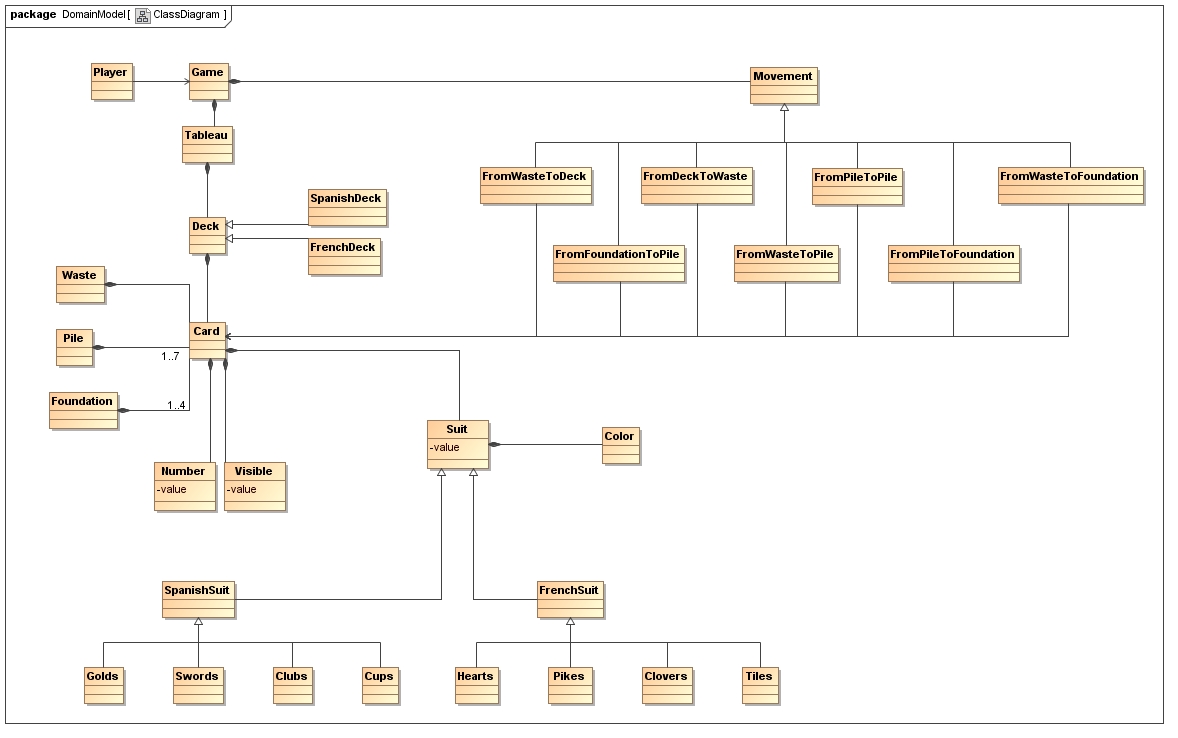 package DomainModel[ ClassDiagram ]
Player
Game
Movement
Tableau
FromWasteToDeck
FromDeckToWaste
FromPileToPile
FromWasteToFoundation
SpanishDeck
Deck
FrenchDeck
FromFoundationToPile
FromWasteToPile
FromPileToFoundation
Waste
Card
Pile
1..7
Foundation
1..4
Suit
-value
Color
Number
-value
Visible
-value
SpanishSuit
FrenchSuit
Golds
Swords
Clubs
Cups
Hearts
Pikes
Clovers
Tiles